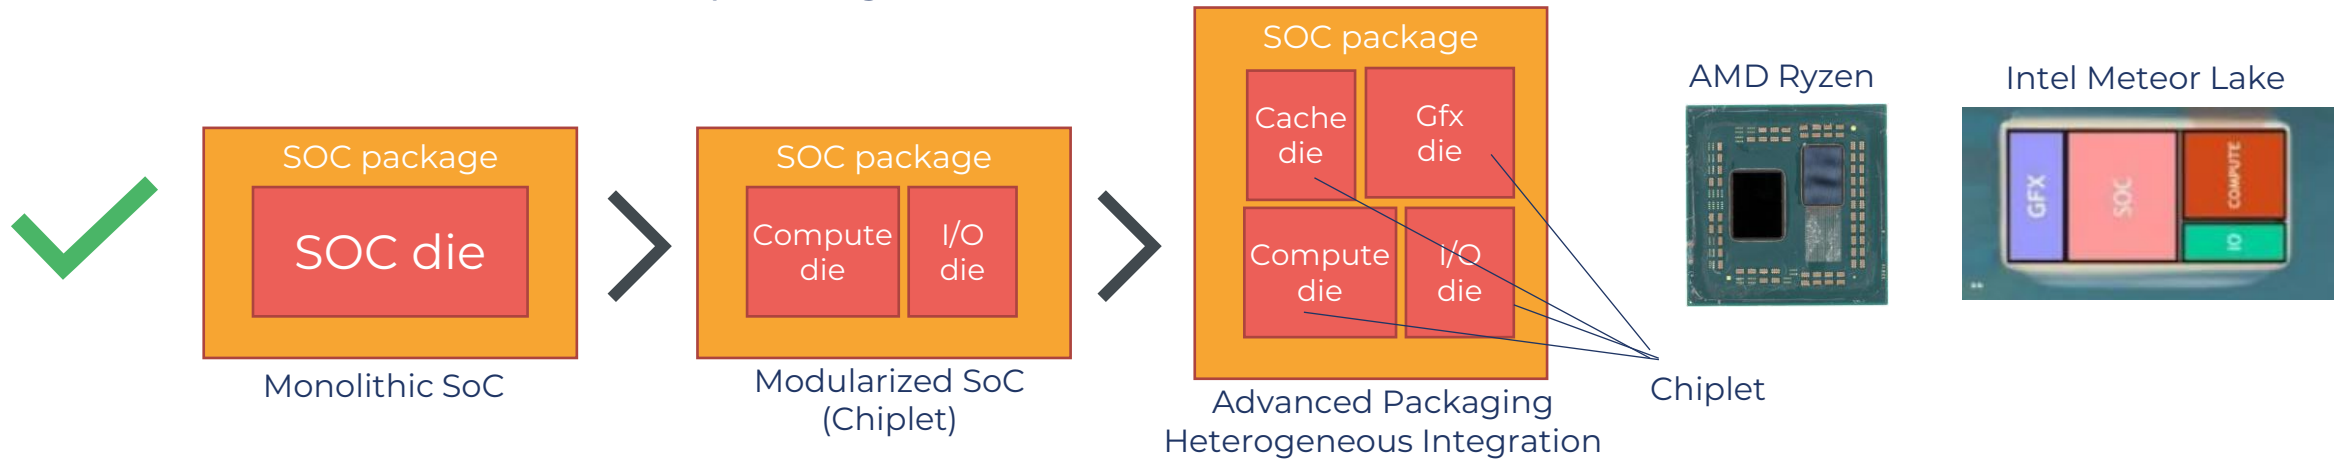 SOC package
SOC die
Monolithic SoC
SOC package
Compute
die
I/O
die
Modularized SoC
(Chiplet)
SOC package
Cache
die
Gfx
die
Compute
die
I/O
die
Advanced Packaging
Heterogeneous Integration
Chiplet
AMD Ryzen
Intel Meteor Lake
GFX
SOC
COMPUTE
IO